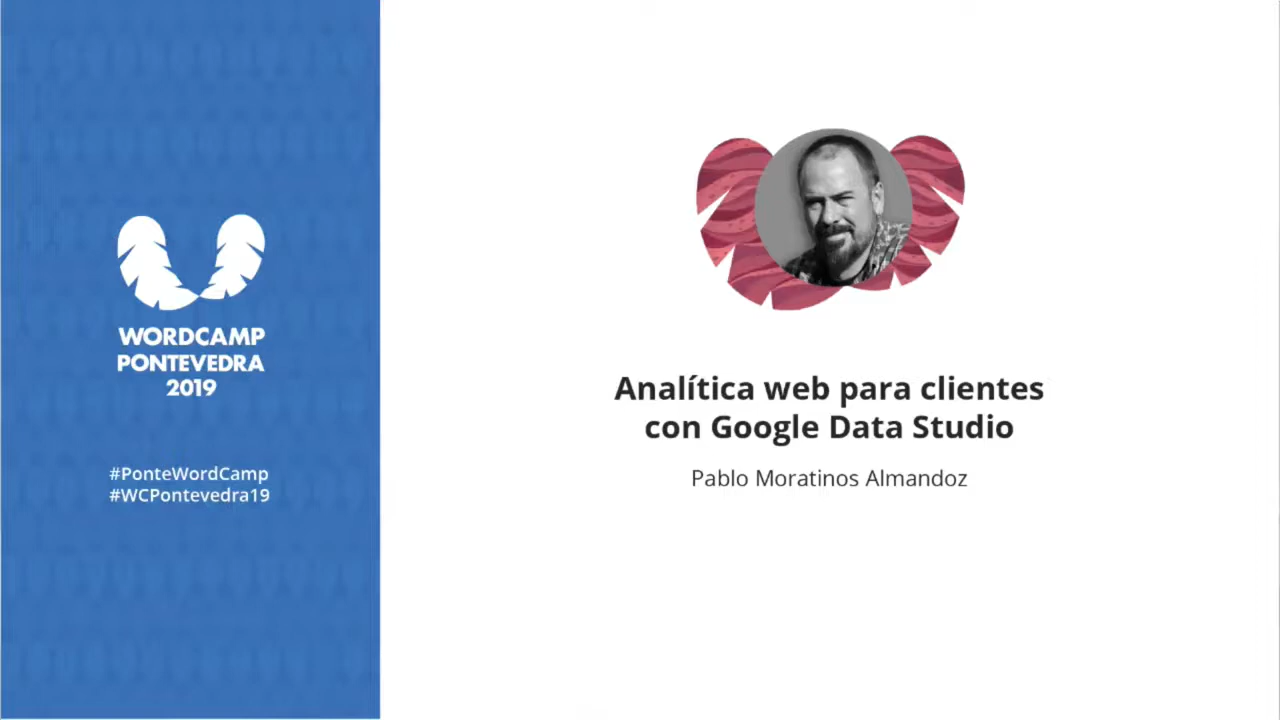 WORDCAMP
PONTEVEDRA
2019
#PonteWordCamp
#WCPontevedra19
Analítica web para clientes
con Google Data Studio
Pablo Moratinos Almandoz